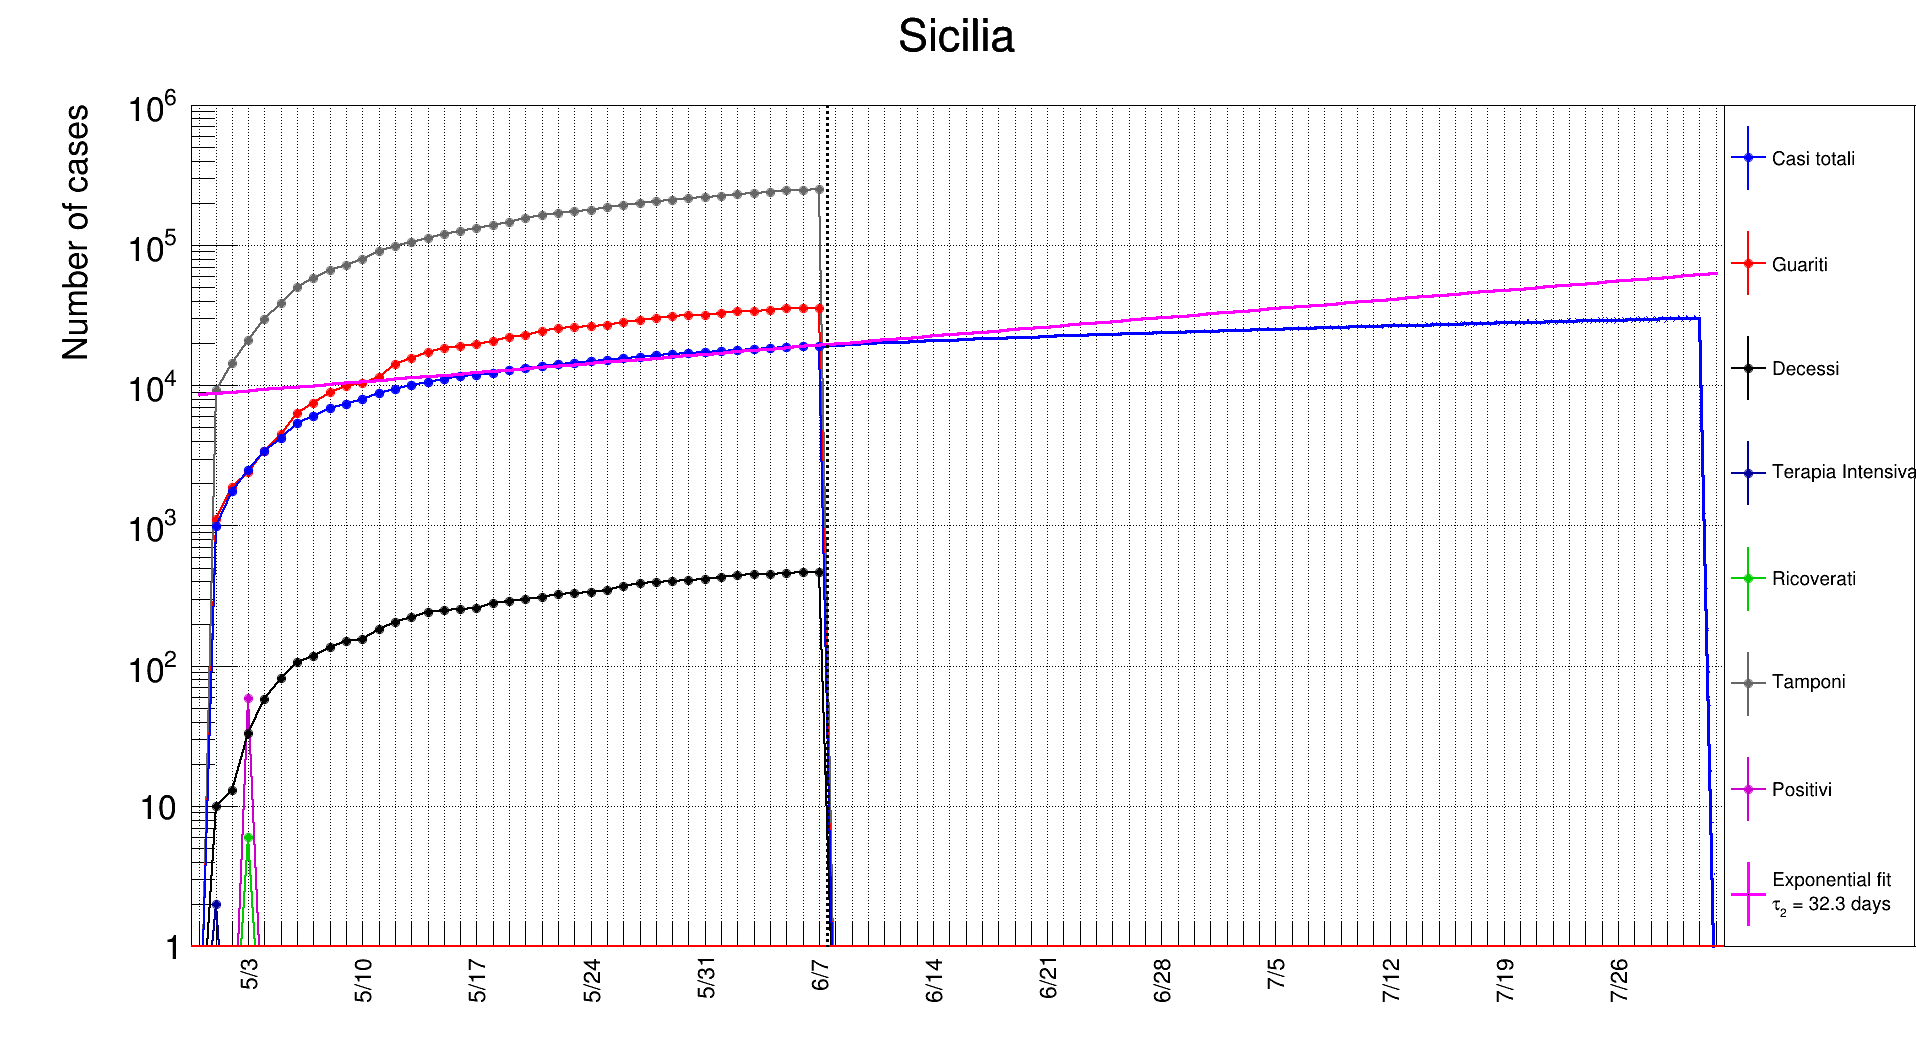 Sicilia
Number of cases
10^6
10^5
10^4
10^3
10^2
10
1
5/3
5/10
5/17
5/24
5/31
6/7
6/14
6/21
6/28
7/5
7/12
7/19
7/26
Casi totali
Guariti
Decessi
Terapia Intensiva
Ricoverati
Tamponi
Positivi
Exponential fit
τ₂ = 32.3 days